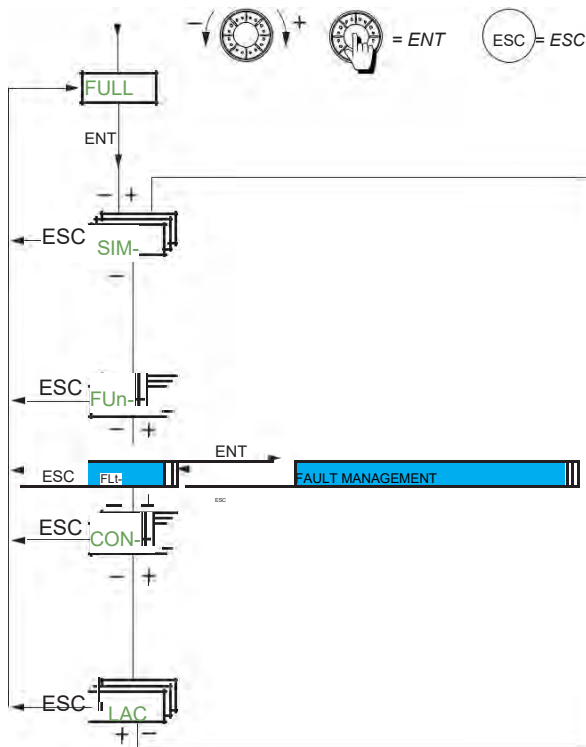 − + = ENT ESC = ESC
FULL
ENT
− +
ESC SIM-
−
ESC FUn-
− +
ENT
ESC FLt- FAULT MANAGEMENT
ESC
ESC CON-
− +
ESC LAC
+ −